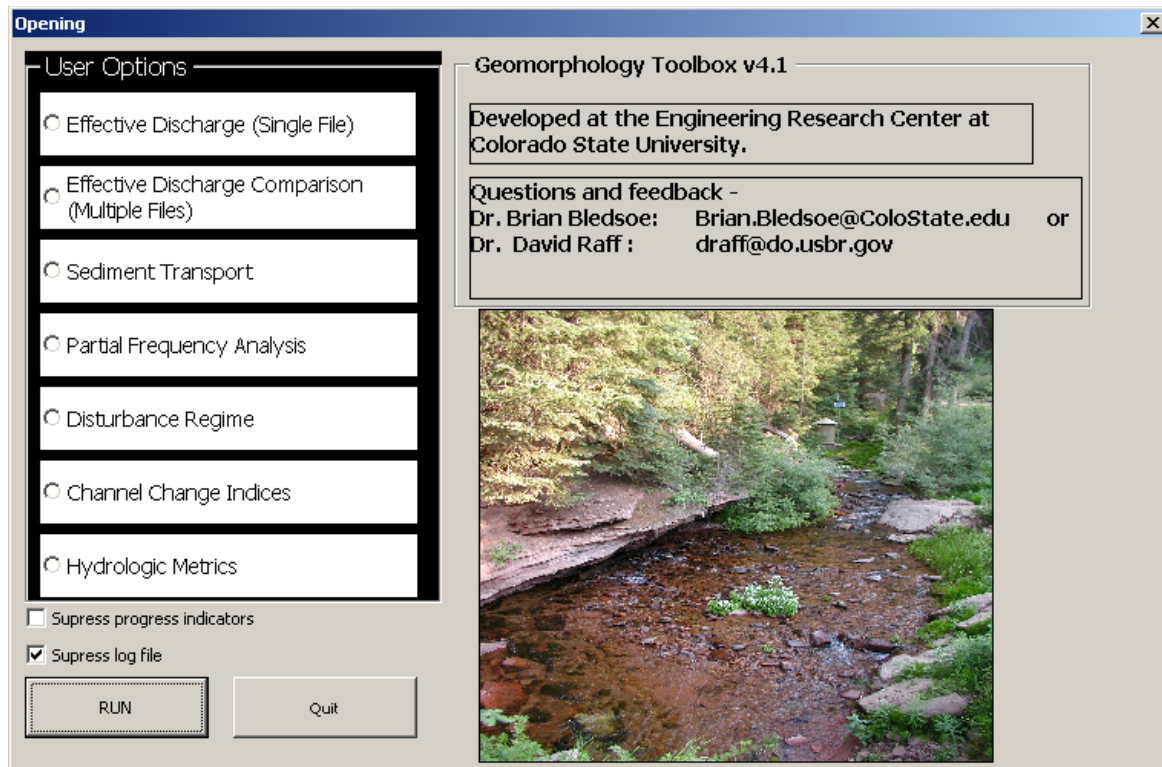 Opening
User Options
Effective Discharge (Single File)
Effective Discharge Comparison
(Multiple Files)
Sediment Transport
Partial Frequency Analysis
Disturbance Regime
Channel Change Indices
Hydrologic Metrics
Supress progress indicators
Supress log file
RUN
Quit
Geomorphology Toolbox v4.1
Developed at the Engineering Research Center at
Colorado State University.
Questions and feedback -
Dr. Brian Bledsoe: Brian.Bledsoe@ColoState.edu or
Dr. David Raff : draff@do.usbr.gov